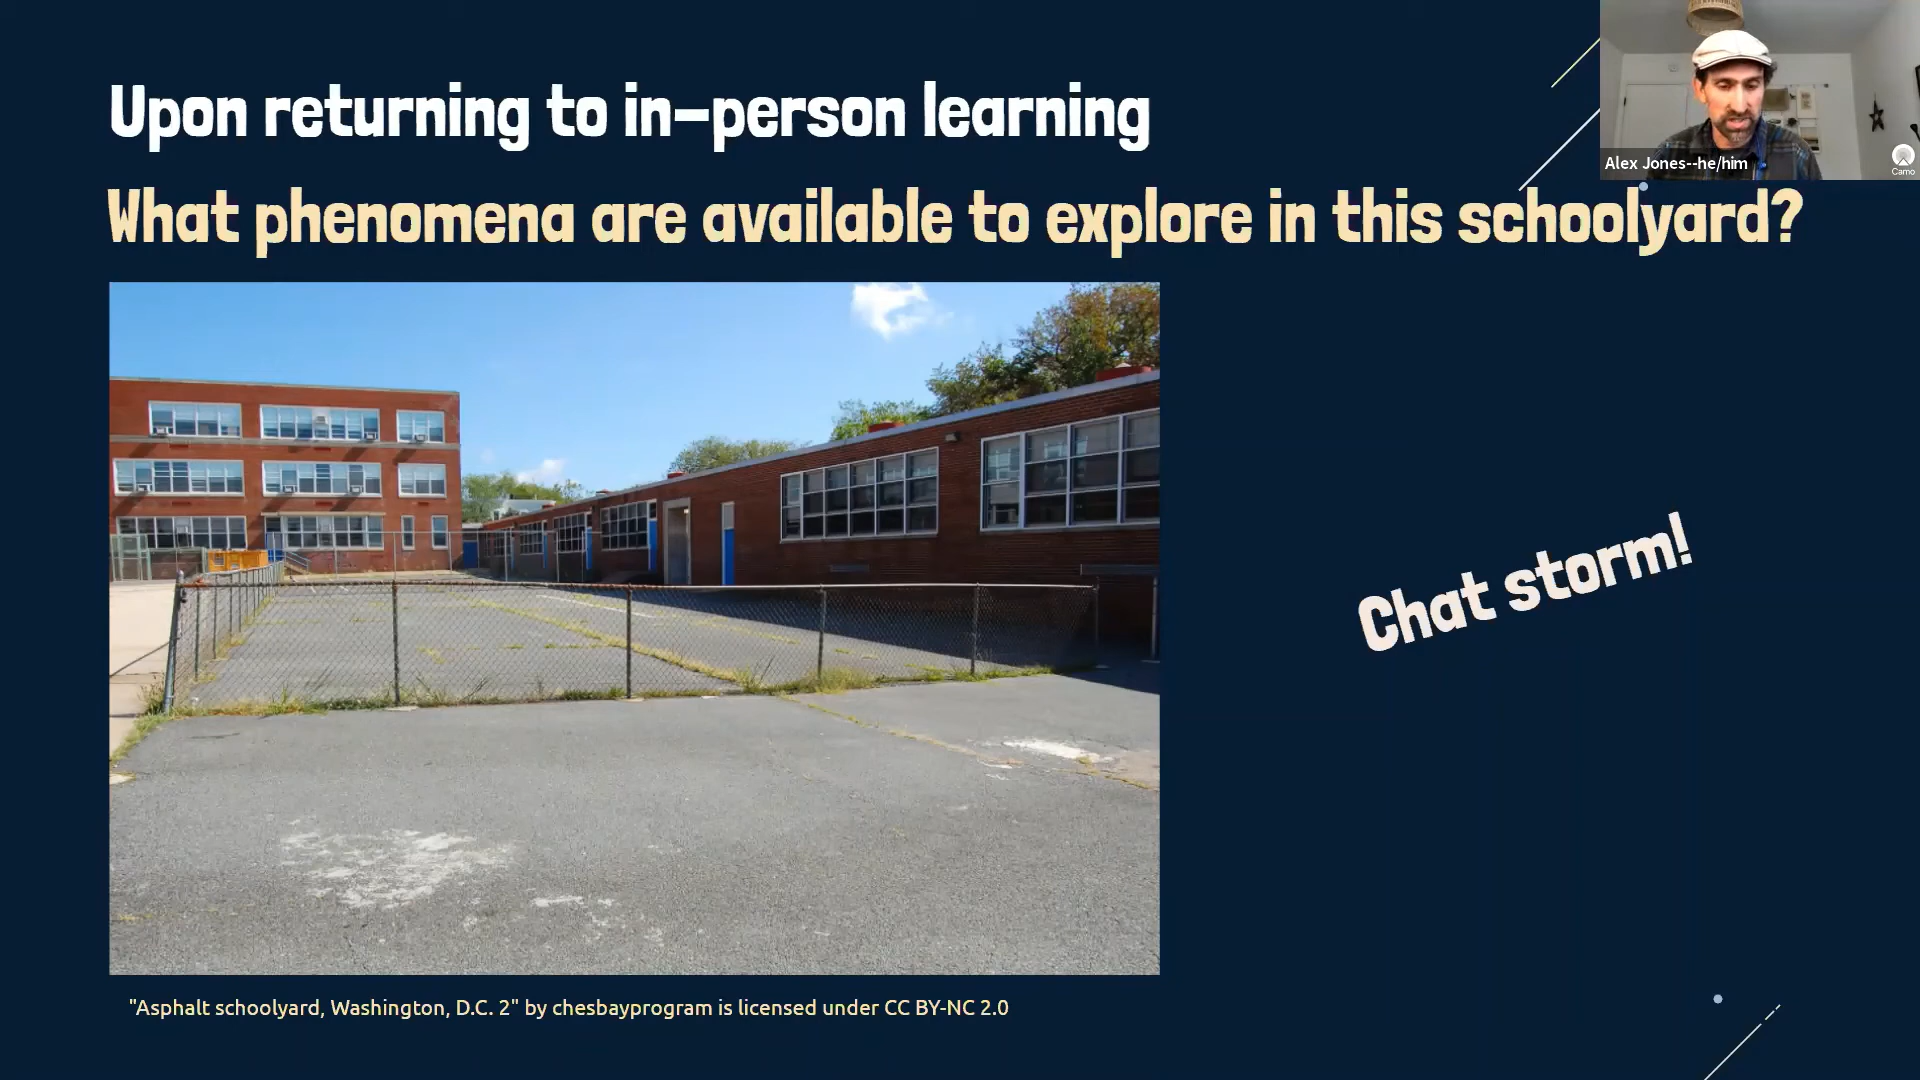 Upon returning to in-person learning
Alex Jones--he/him
Camo
What phenomena are available to explore in this schoolyard?
Chat storm!
"Asphalt schoolyard, Washington, D.C. 2" by chesbayprogram is licensed under CC BY-NC 2.0